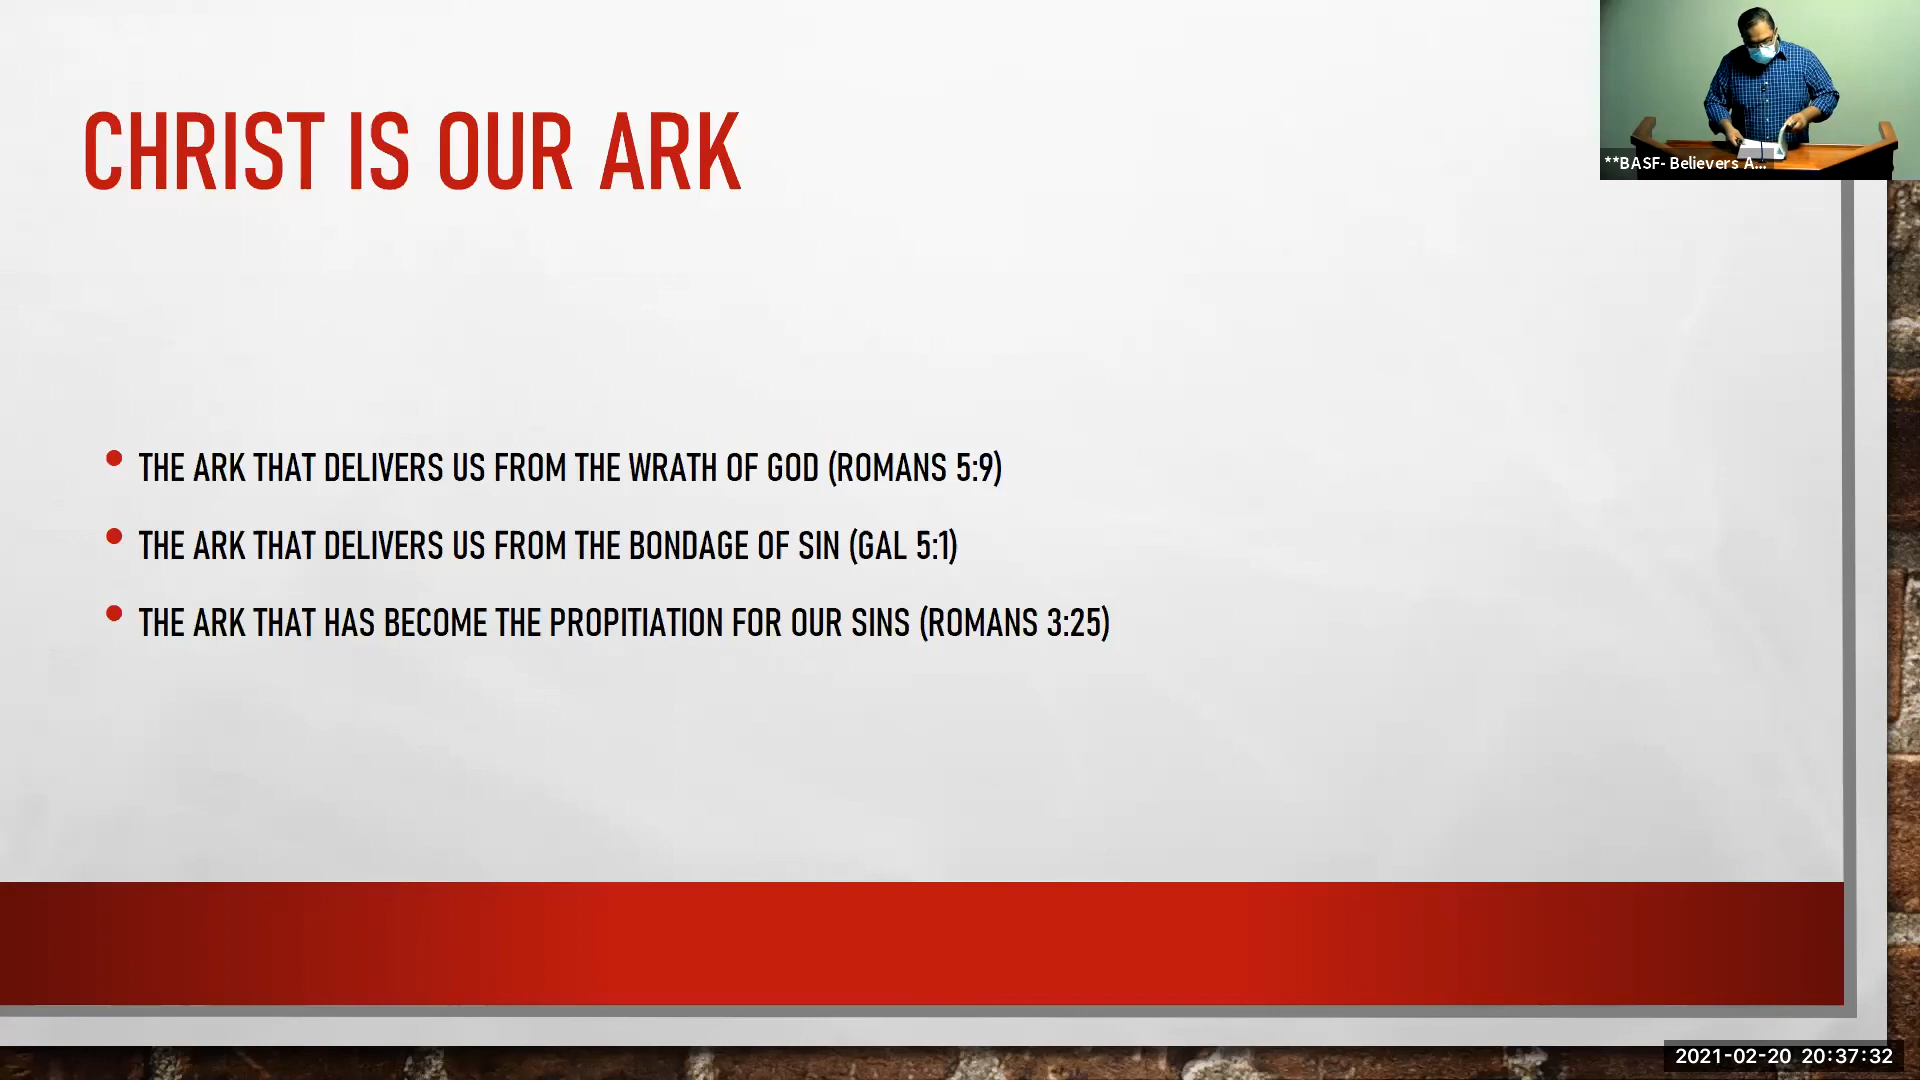 CHRIST IS OUR ARK
**BASF- Believers A...
• THE ARK THAT DELIVERS US FROM THE WRATH OF GOD (ROMANS 5:9)
• THE ARK THAT DELIVERS US FROM THE BONDAGE OF SIN (GAL 5:1)
• THE ARK THAT HAS BECOME THE PROPITIATION FOR OUR SINS (ROMANS 3:25)
2021-02-20 20:37:32